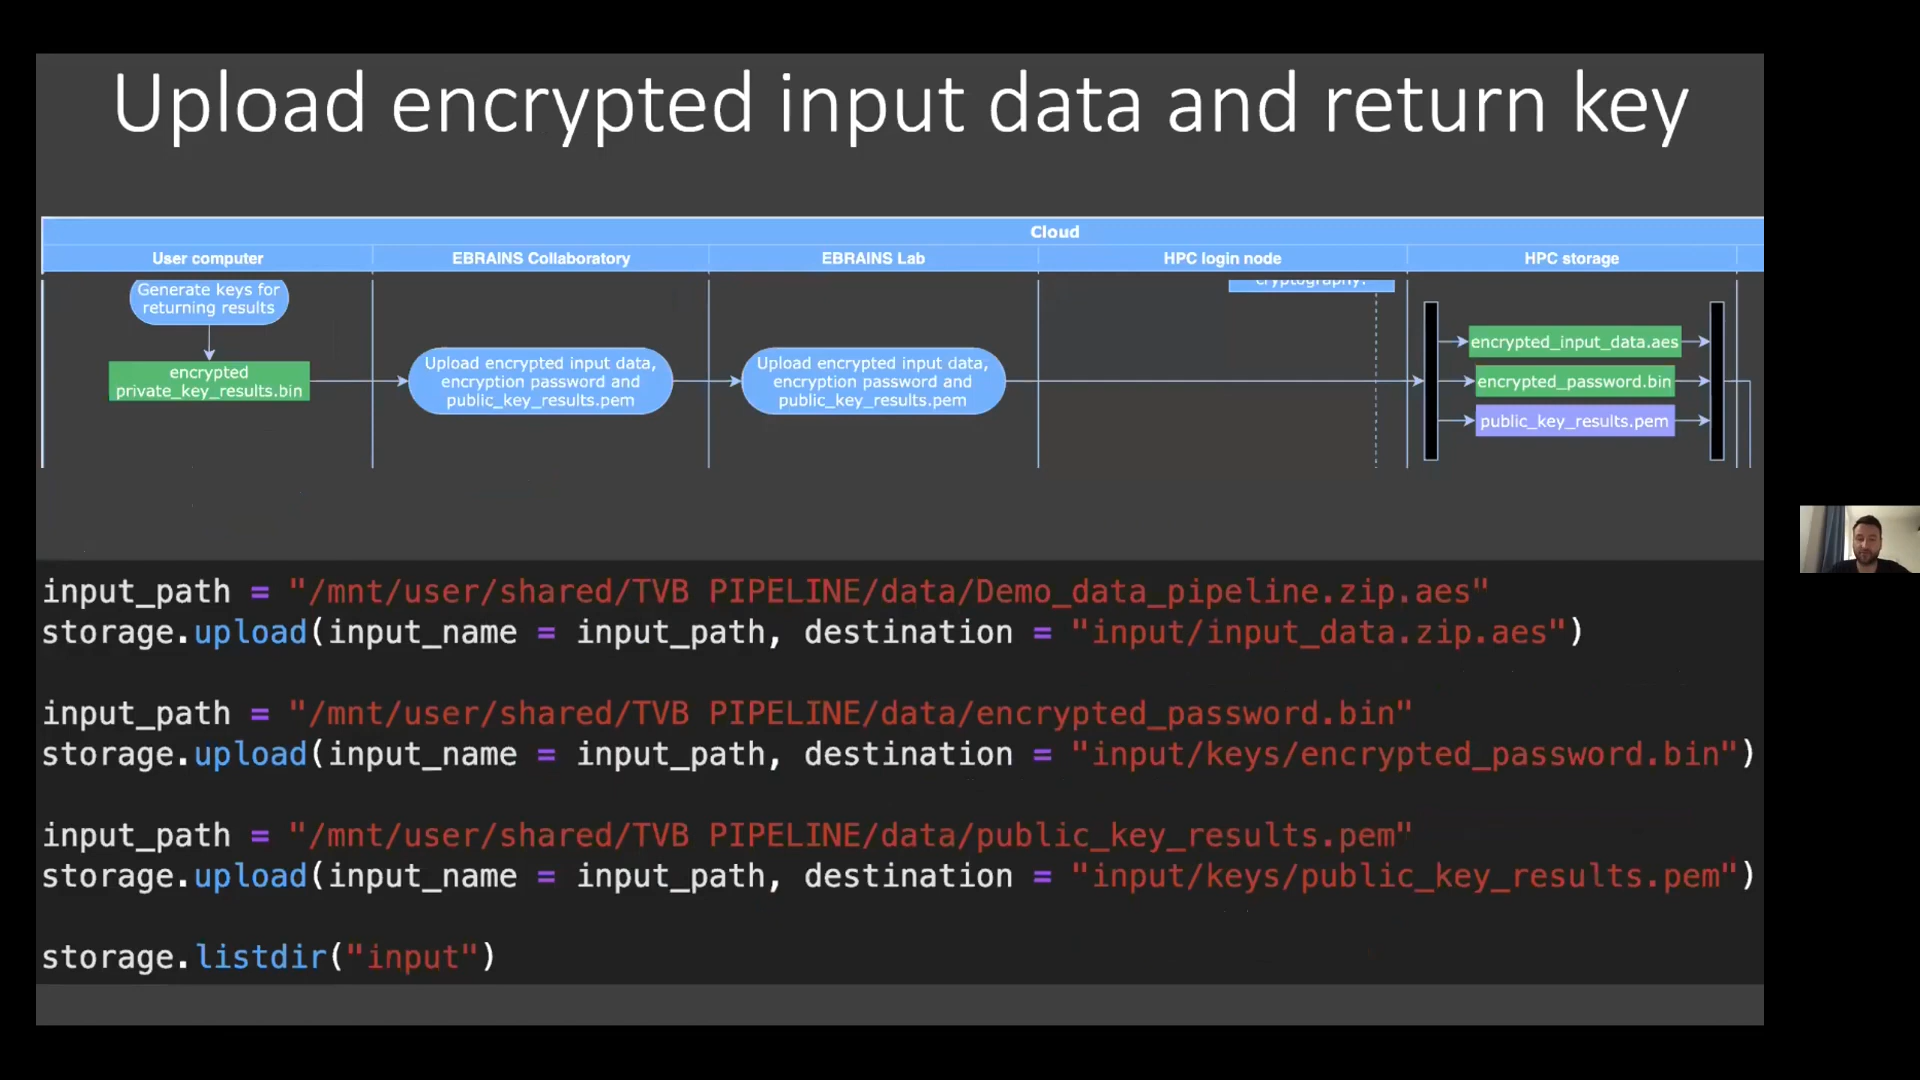 Upload encrypted input data and return key
Cloud
User computer
EBRAINS Collaboratory
EBRAINS Lab
HPC login node
HPC storage
Generate keys for
returning results
cryptography.
encrypted
private_key_results.bin
Upload encrypted input data,
encryption password and
public_key_results.pem
Upload encrypted input data,
encryption password and
public_key_results.pem
encrypted_input_data.aes
encrypted_password.bin
public_key_results.pem
input_path = "/mnt/user/shared/TVB PIPELINE/data/Demo_data_pipeline.zip.aes"
storage.upload(input_name = input_path, destination = "input/input_data.zip.aes")
input_path = "/mnt/user/shared/TVB PIPELINE/data/encrypted_password.bin"
storage.upload(input_name = input_path, destination = "input/keys/encrypted_password.bin")
input_path = "/mnt/user/shared/TVB PIPELINE/data/public_key_results.pem"
storage.upload(input_name = input_path, destination = "input/keys/public_key_results.pem")
storage.listdir("input")